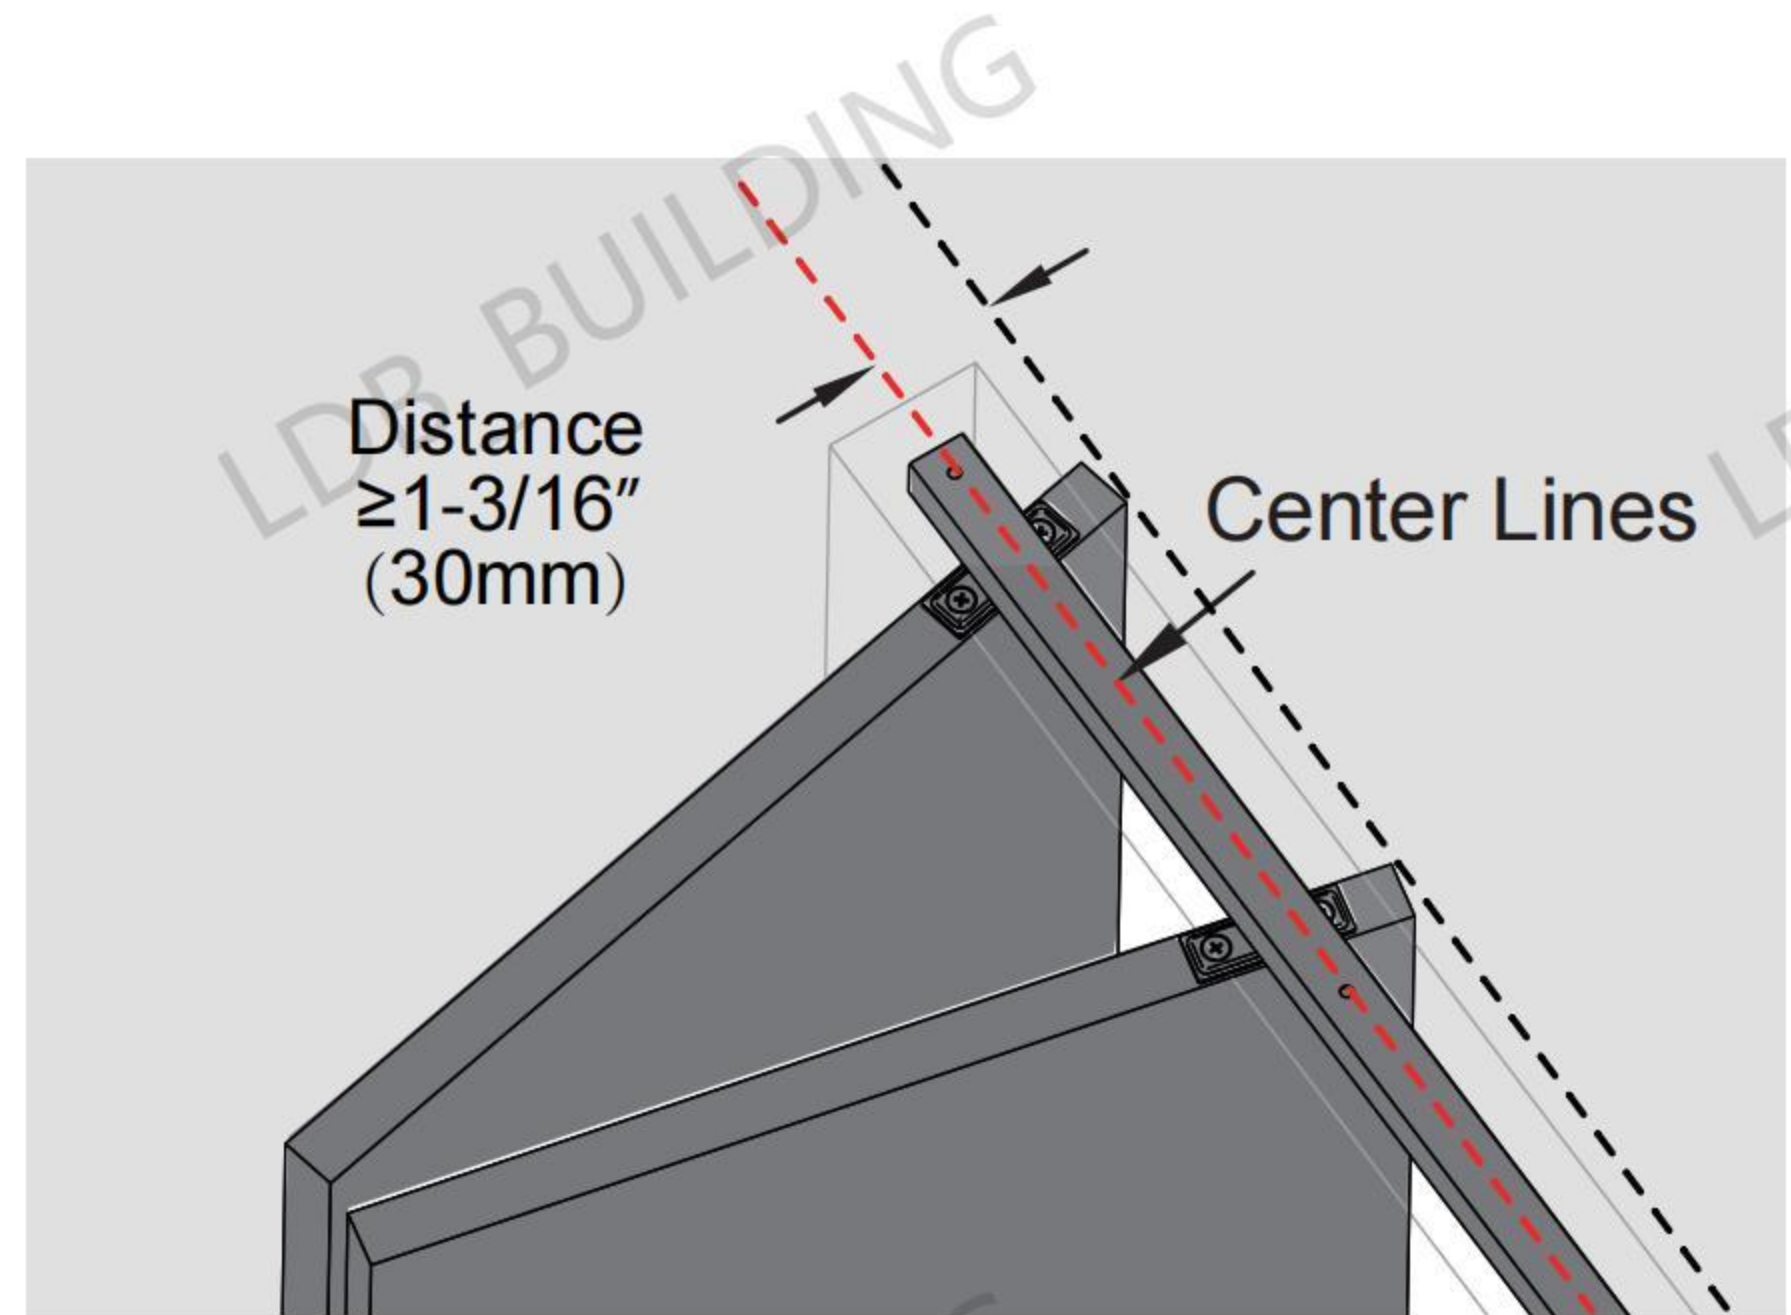 LDB BUILDING
Distance
≥1-3/16″
(30mm)
Center Lines